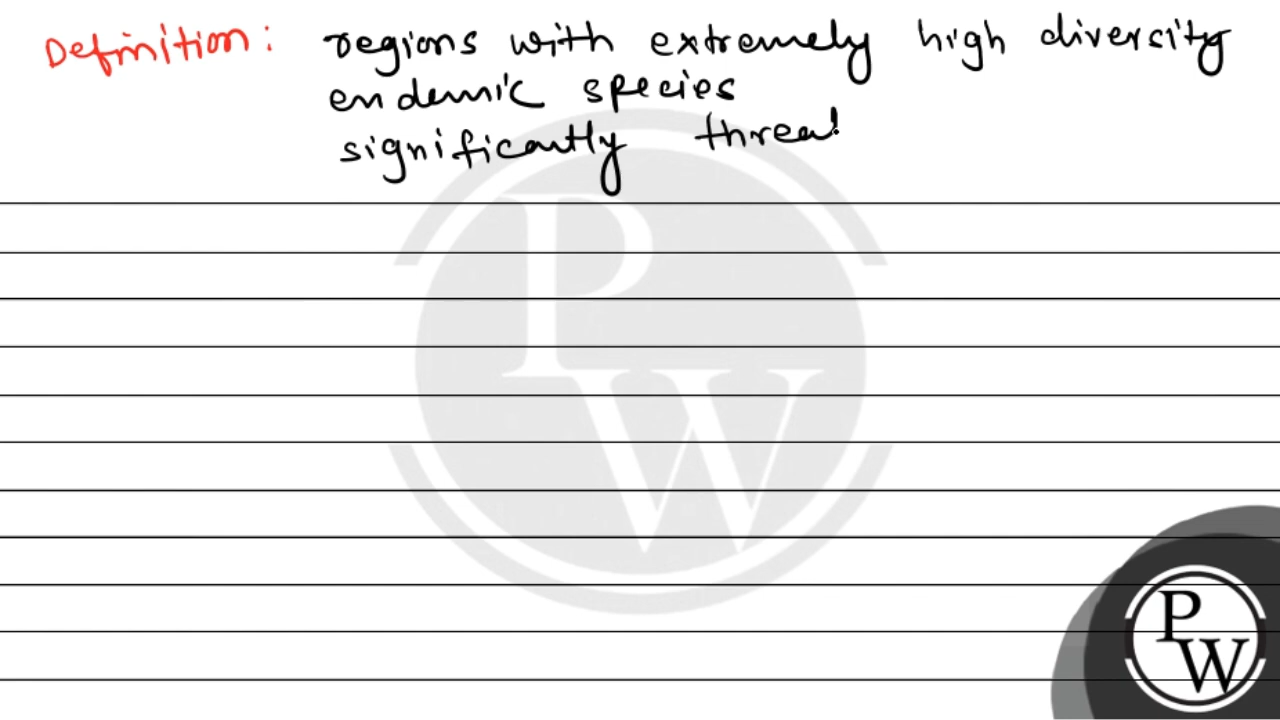 Definition: regions with extremely high diversity
endemic species
significantly threat
P
W
P
W